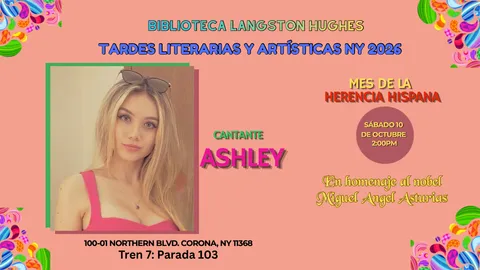 BIBLIOTECA LANGSTON HUGHES
TARDES LITERARIAS Y ARTÍSTICAS NY 2026
MES DE LA
HERENCIA HISPANA
SÁBADO 10
DE OCTUBRE
2:00PM
CANTANTE
ASHLEY
En homenaje al nobel
Miguel Angel Asturias
100-01 NORTHERN BLVD. CORONA, NY 11368
Tren 7: Parada 103